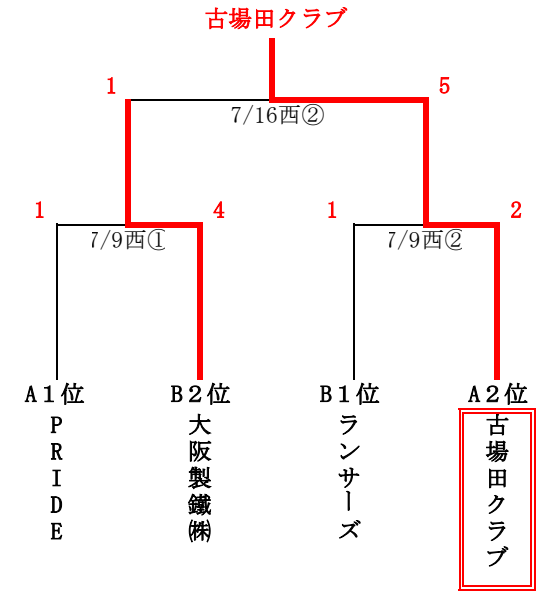 古場田クラブ
1
5
7/16西②
1
4
1
2
7/9西①
7/9西②
A1位
B2位
B1位
A2位
PRIDE
大阪製鐵㈱
ランサーズ
古場田クラブ